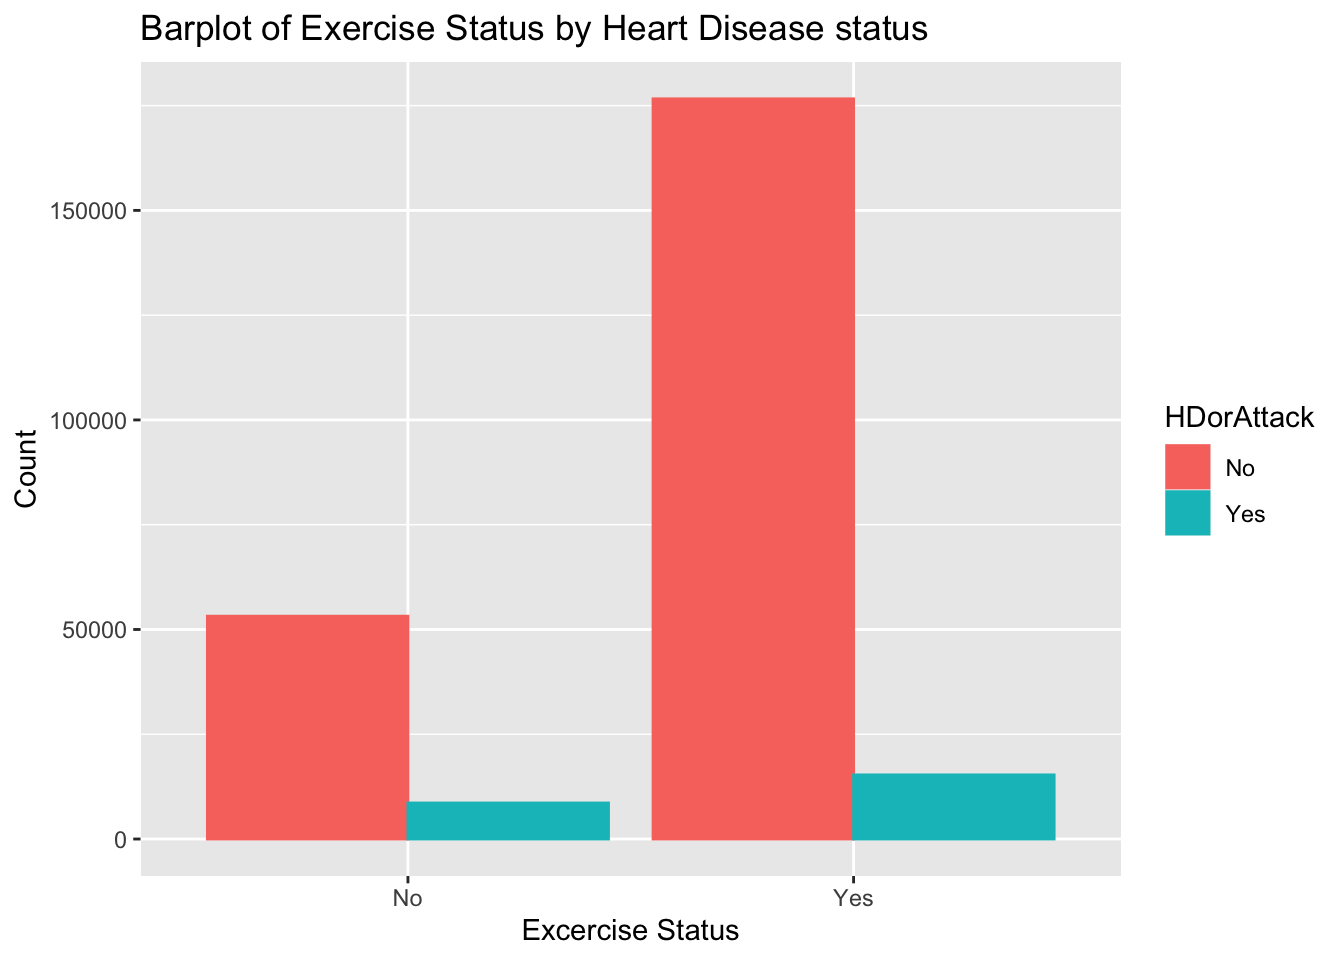 Barplot of Exercise Status by Heart Disease status
150000
100000
50000
0
Count
No
Yes
Excercise Status
HDorAttack
No
Yes